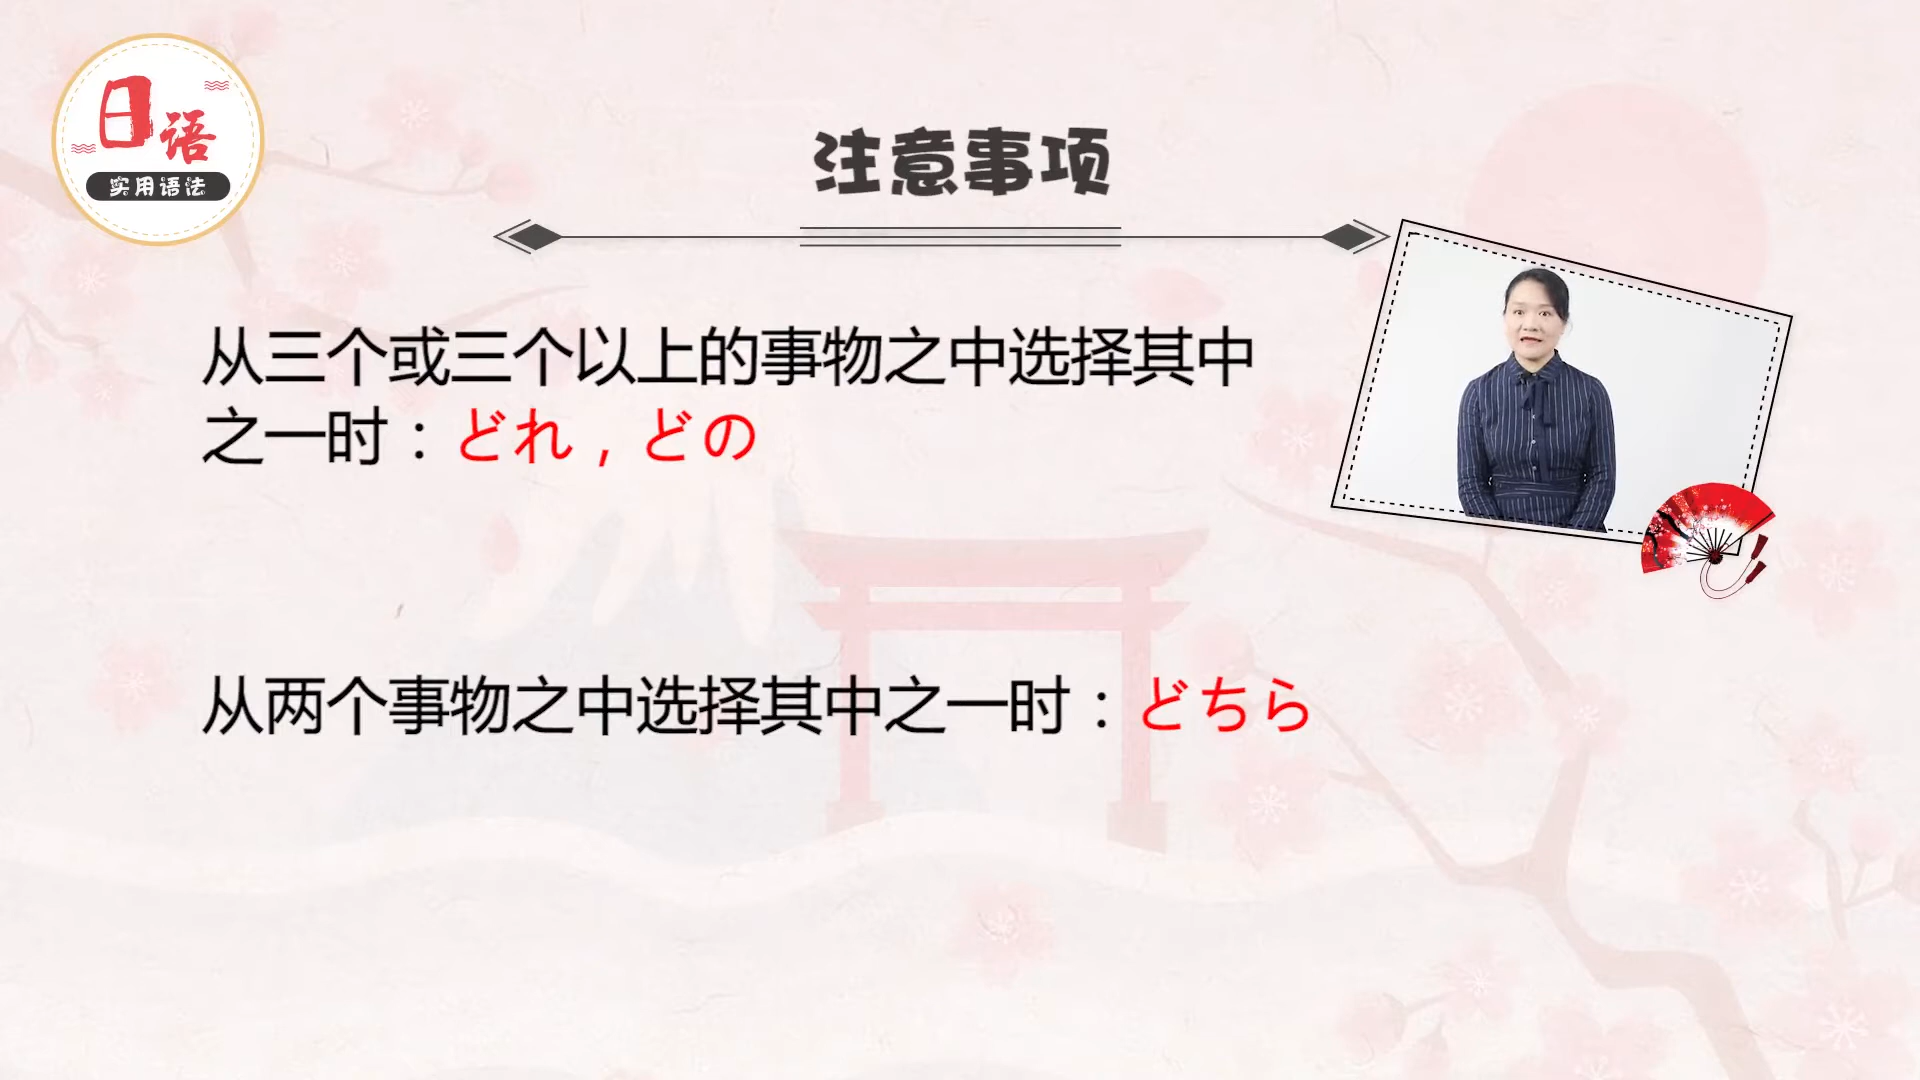 日语
实用语法
注意事项
从三个或三个以上的事物之中选择其中
之一时：どれ，どの
从两个事物之中选择其中之一时：どちら